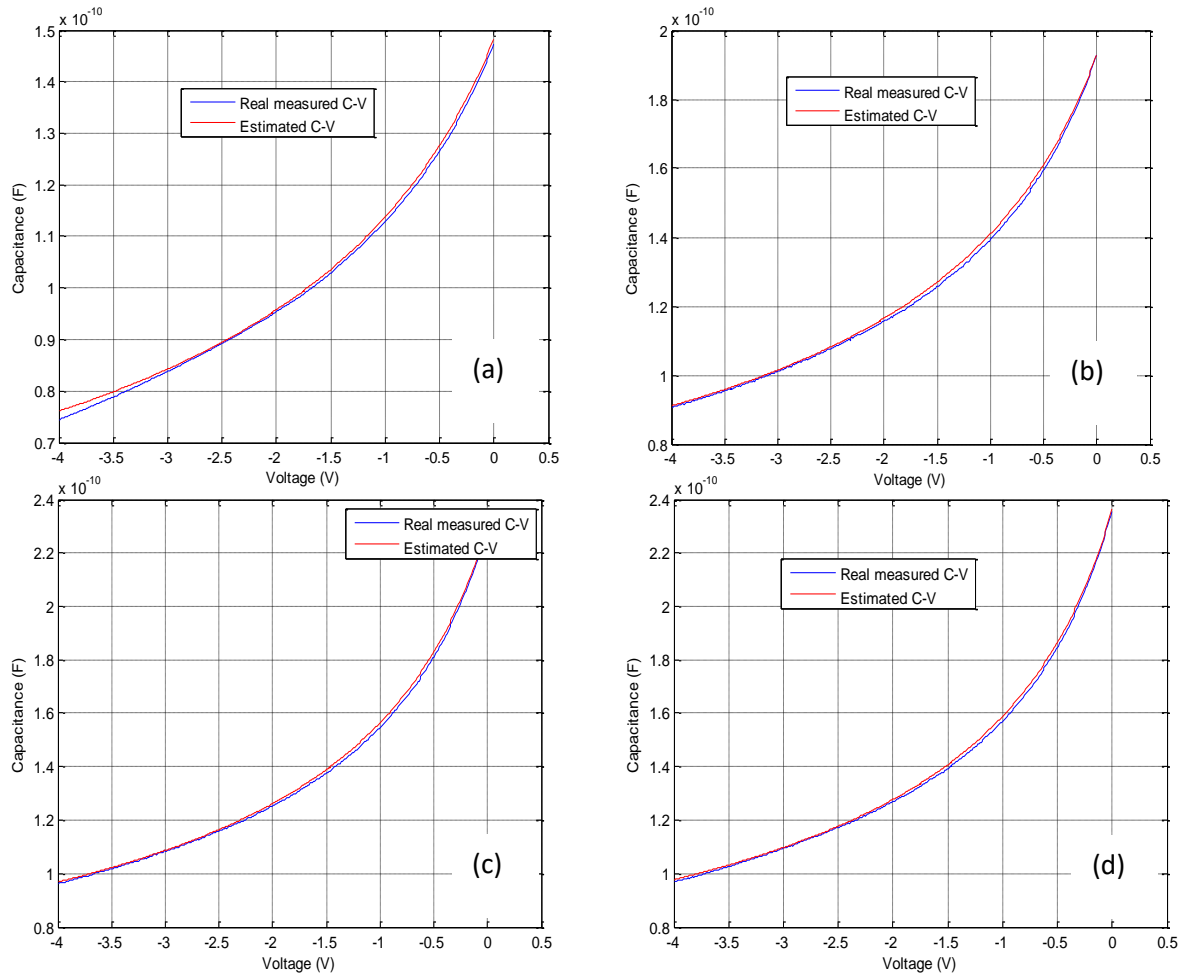 x 10-10
1.5
1.4
1.3
1.2
1.1
1
0.9
0.8
0.7
Capacitance (F)
Real measured C-V
Estimated C-V
(a)
-4 -3.5 -3 -2.5 -2 -1.5 -1 -0.5 0 0.5
Voltage (V)
x 10-10
2
1.8
1.6
1.4
1.2
1
0.8
Capacitance (F)
Real measured C-V
Estimated C-V
(b)
-4 -3.5 -3 -2.5 -2 -1.5 -1 -0.5 0 0.5
Voltage (V)
x 10-10
2.4
2.2
2
1.8
1.6
1.4
1.2
1
0.8
Capacitance (F)
Real measured C-V
Estimated C-V
(c)
-4 -3.5 -3 -2.5 -2 -1.5 -1 -0.5 0 0.5
Voltage (V)
x 10-10
2.4
2.2
2
1.8
1.6
1.4
1.2
1
0.8
Capacitance (F)
Real measured C-V
Estimated C-V
(d)
-4 -3.5 -3 -2.5 -2 -1.5 -1 -0.5 0 0.5
Voltage (V)